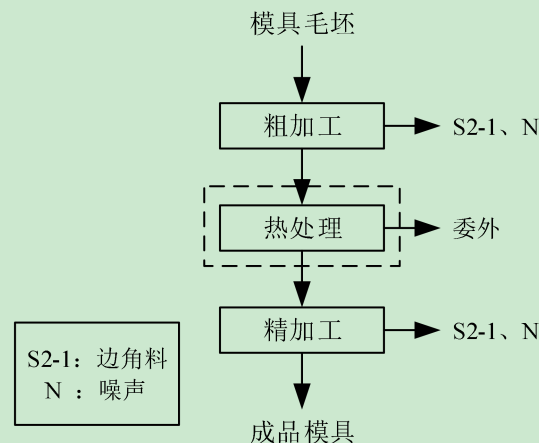 模具毛坯
粗加工
S2-1、N
热处理
委外
精加工
S2-1、N
S2-1：边角料
N ：噪声
成品模具